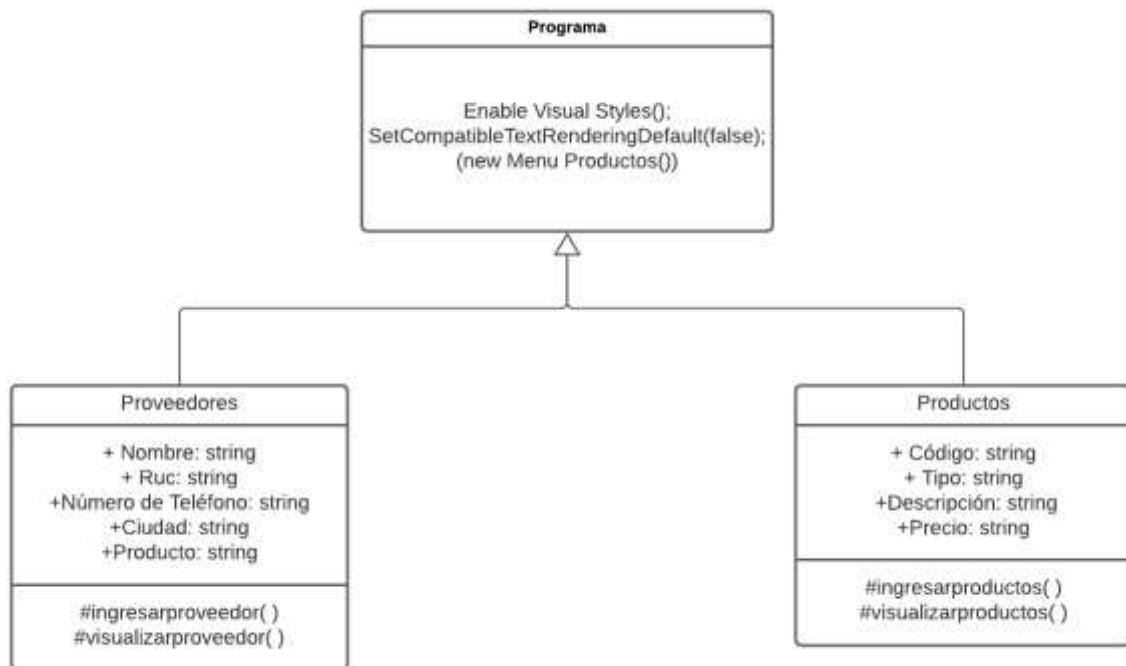 Programa
Enable Visual Styles();
SetCompatibleTextRenderingDefault(false);
(new Menu Productos())
Proveedores
+ Nombre: string
+ Ruc: string
+Número de Teléfono: string
+Ciudad: string
+Producto: string
#ingresarproveedor( )
#visualizarproveedor( )
Productos
+ Código: string
+ Tipo: string
+Descripción: string
+Precio: string
#ingresarproductos( )
#visualizarproductos( )